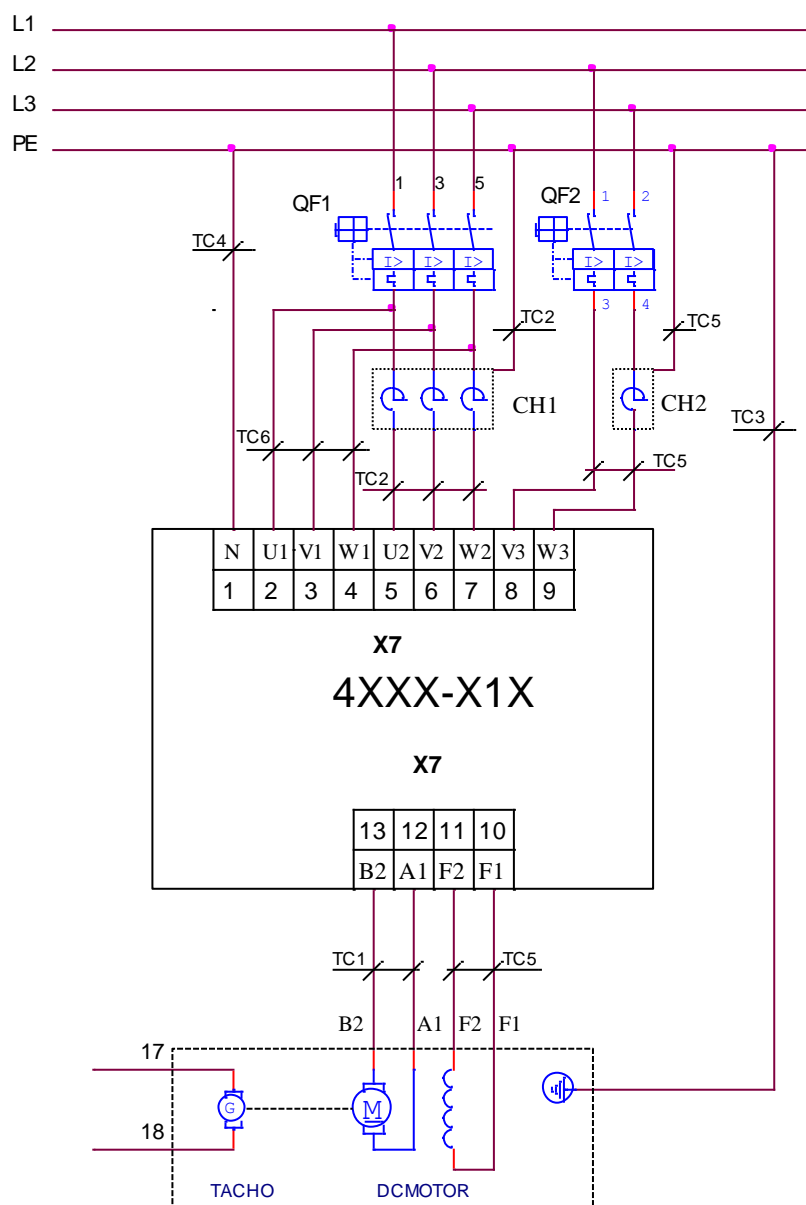 L1
L2
L3
PE
1 3 5
QF1
QF2
1 2
I> I> I>
I> I>
TC4
3 4
TC2
TC5
CH1
CH2
TC3
TC6
TC2
TC5
N U1 V1 W1 U2 V2 W2 V3 W3
1 2 3 4 5 6 7 8 9
X7
4XXX-X1X
X7
13 12 11 10
B2 A1 F2 F1
TC1
TC5
B2 A1 F2 F1
17
G
M
18
TACHO
DCMOTOR